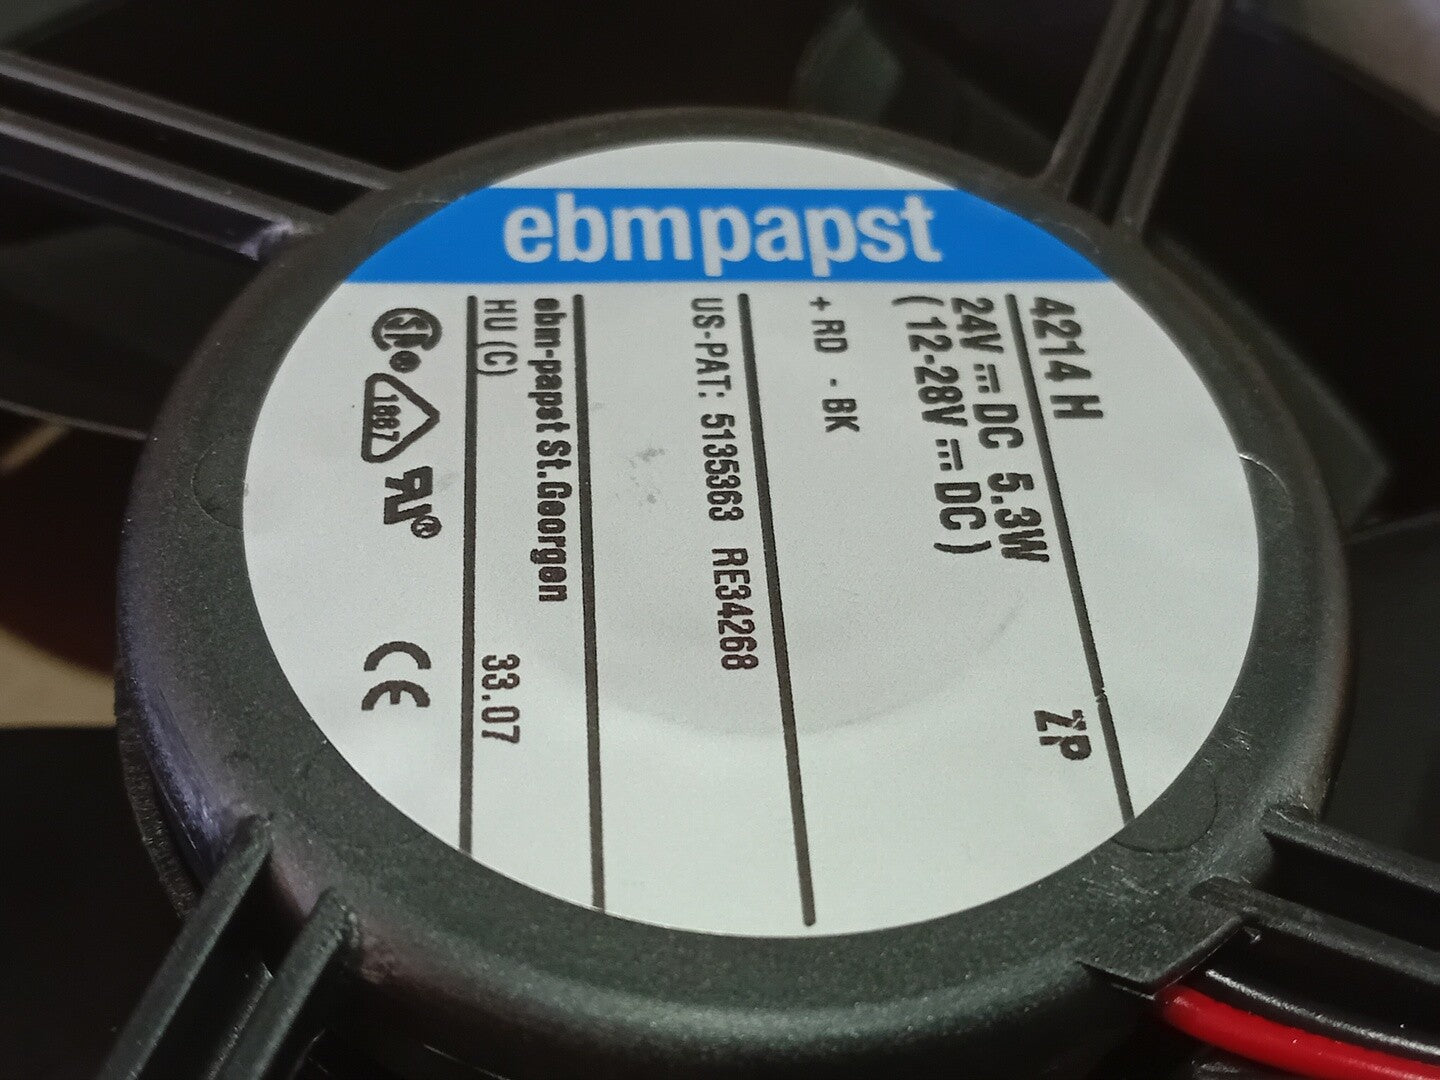 ebmpapst
4214 H
24V ⎓ DC 5.3W
(12-28V ⎓ DC)
ZP
+ RD - BK
US-PAT: 5135363 RE34268
ebm-papst St.Georgen
HU (C) 33.07
1887
CE